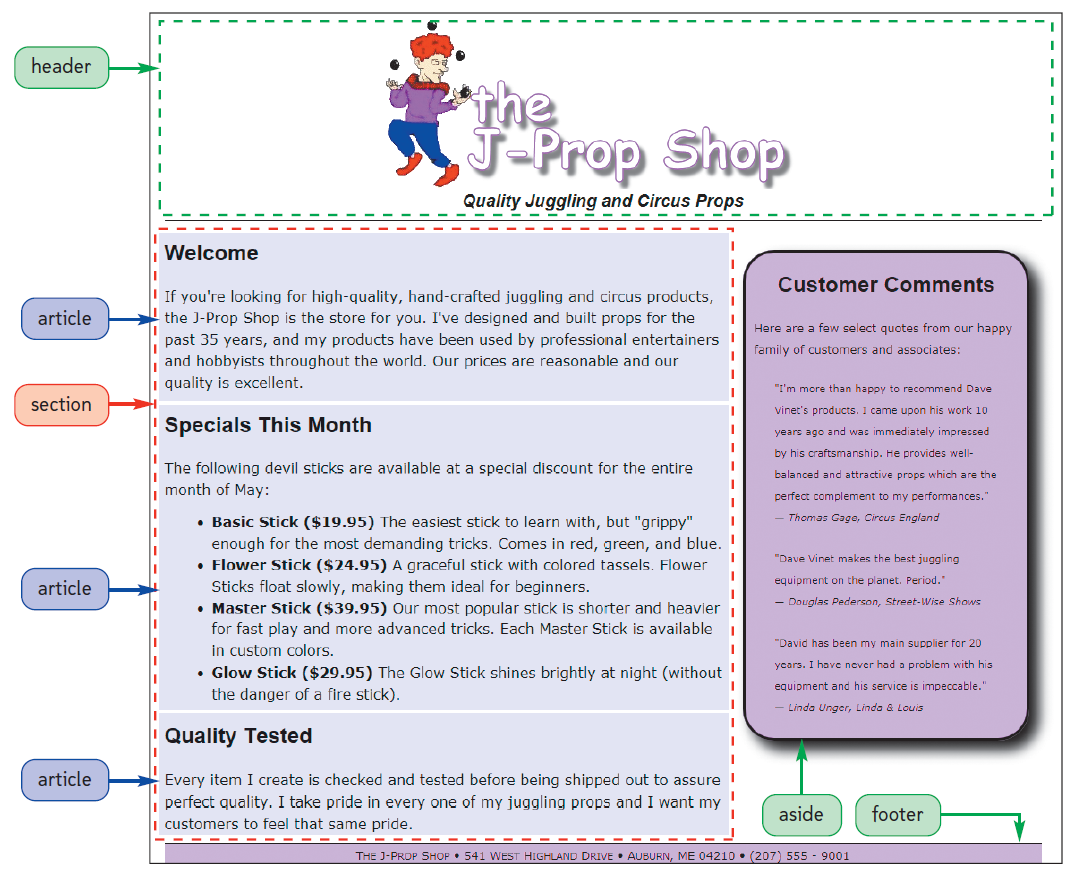 header
the
J-Prop Shop
Quality Juggling and Circus Props
Welcome
If you're looking for high-quality, hand-crafted juggling and circus products,
the J-Prop Shop is the store for you. I've designed and built props for the
past 35 years, and my products have been used by professional entertainers
and hobbyists throughout the world. Our prices are reasonable and our
quality is excellent.
article
section
Specials This Month
The following devil sticks are available at a special discount for the entire
month of May:
• Basic Stick ($19.95) The easiest stick to learn with, but "grippy"
enough for the most demanding tricks. Comes in red, green, and blue.
• Flower Stick ($24.95) A graceful stick with colored tassels. Flower
Sticks float slowly, making them ideal for beginners.
• Master Stick ($39.95) Our most popular stick is shorter and heavier
for fast play and more advanced tricks. Each Master Stick is available
in custom colors.
• Glow Stick ($29.95) The Glow Stick shines brightly at night (without
the danger of a fire stick).
article
Quality Tested
Every item I create is checked and tested before being shipped out to assure
perfect quality. I take pride in every one of my juggling props and I want my
customers to feel that same pride.
article
Customer Comments
Here are a few select quotes from our happy
family of customers and associates:
"I'm more than happy to recommend Dave
Vinet's products. I came upon his work 10
years ago and was immediately impressed
by his craftsmanship. He provides well-
balanced and attractive props which are the
perfect complement to my performances."
— Thomas Gage, Circus England
"Dave Vinet makes the best juggling
equipment on the planet. Period."
— Douglas Pederson, Street-Wise Shows
"David has been my main supplier for 20
years. I have never had a problem with his
equipment and his service is impeccable."
— Linda Unger, Linda & Louis
aside
footer
THE J-PROP SHOP • 541 WEST HIGHLAND DRIVE • AUBURN, ME 04210 • (207) 555 - 9001